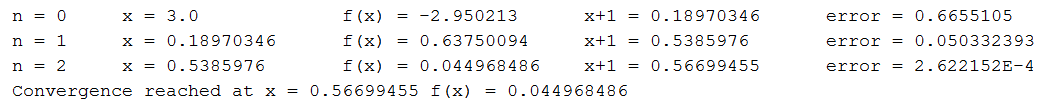 n = 0 x = 3.0 f(x) = -2.950213 x+1 = 0.18970346 error = 0.6655105
n = 1 x = 0.18970346 f(x) = 0.63750094 x+1 = 0.5385976 error = 0.050332393
n = 2 x = 0.5385976 f(x) = 0.044968486 x+1 = 0.56699455 error = 2.622152E-4
Convergence reached at x = 0.56699455 f(x) = 0.044968486